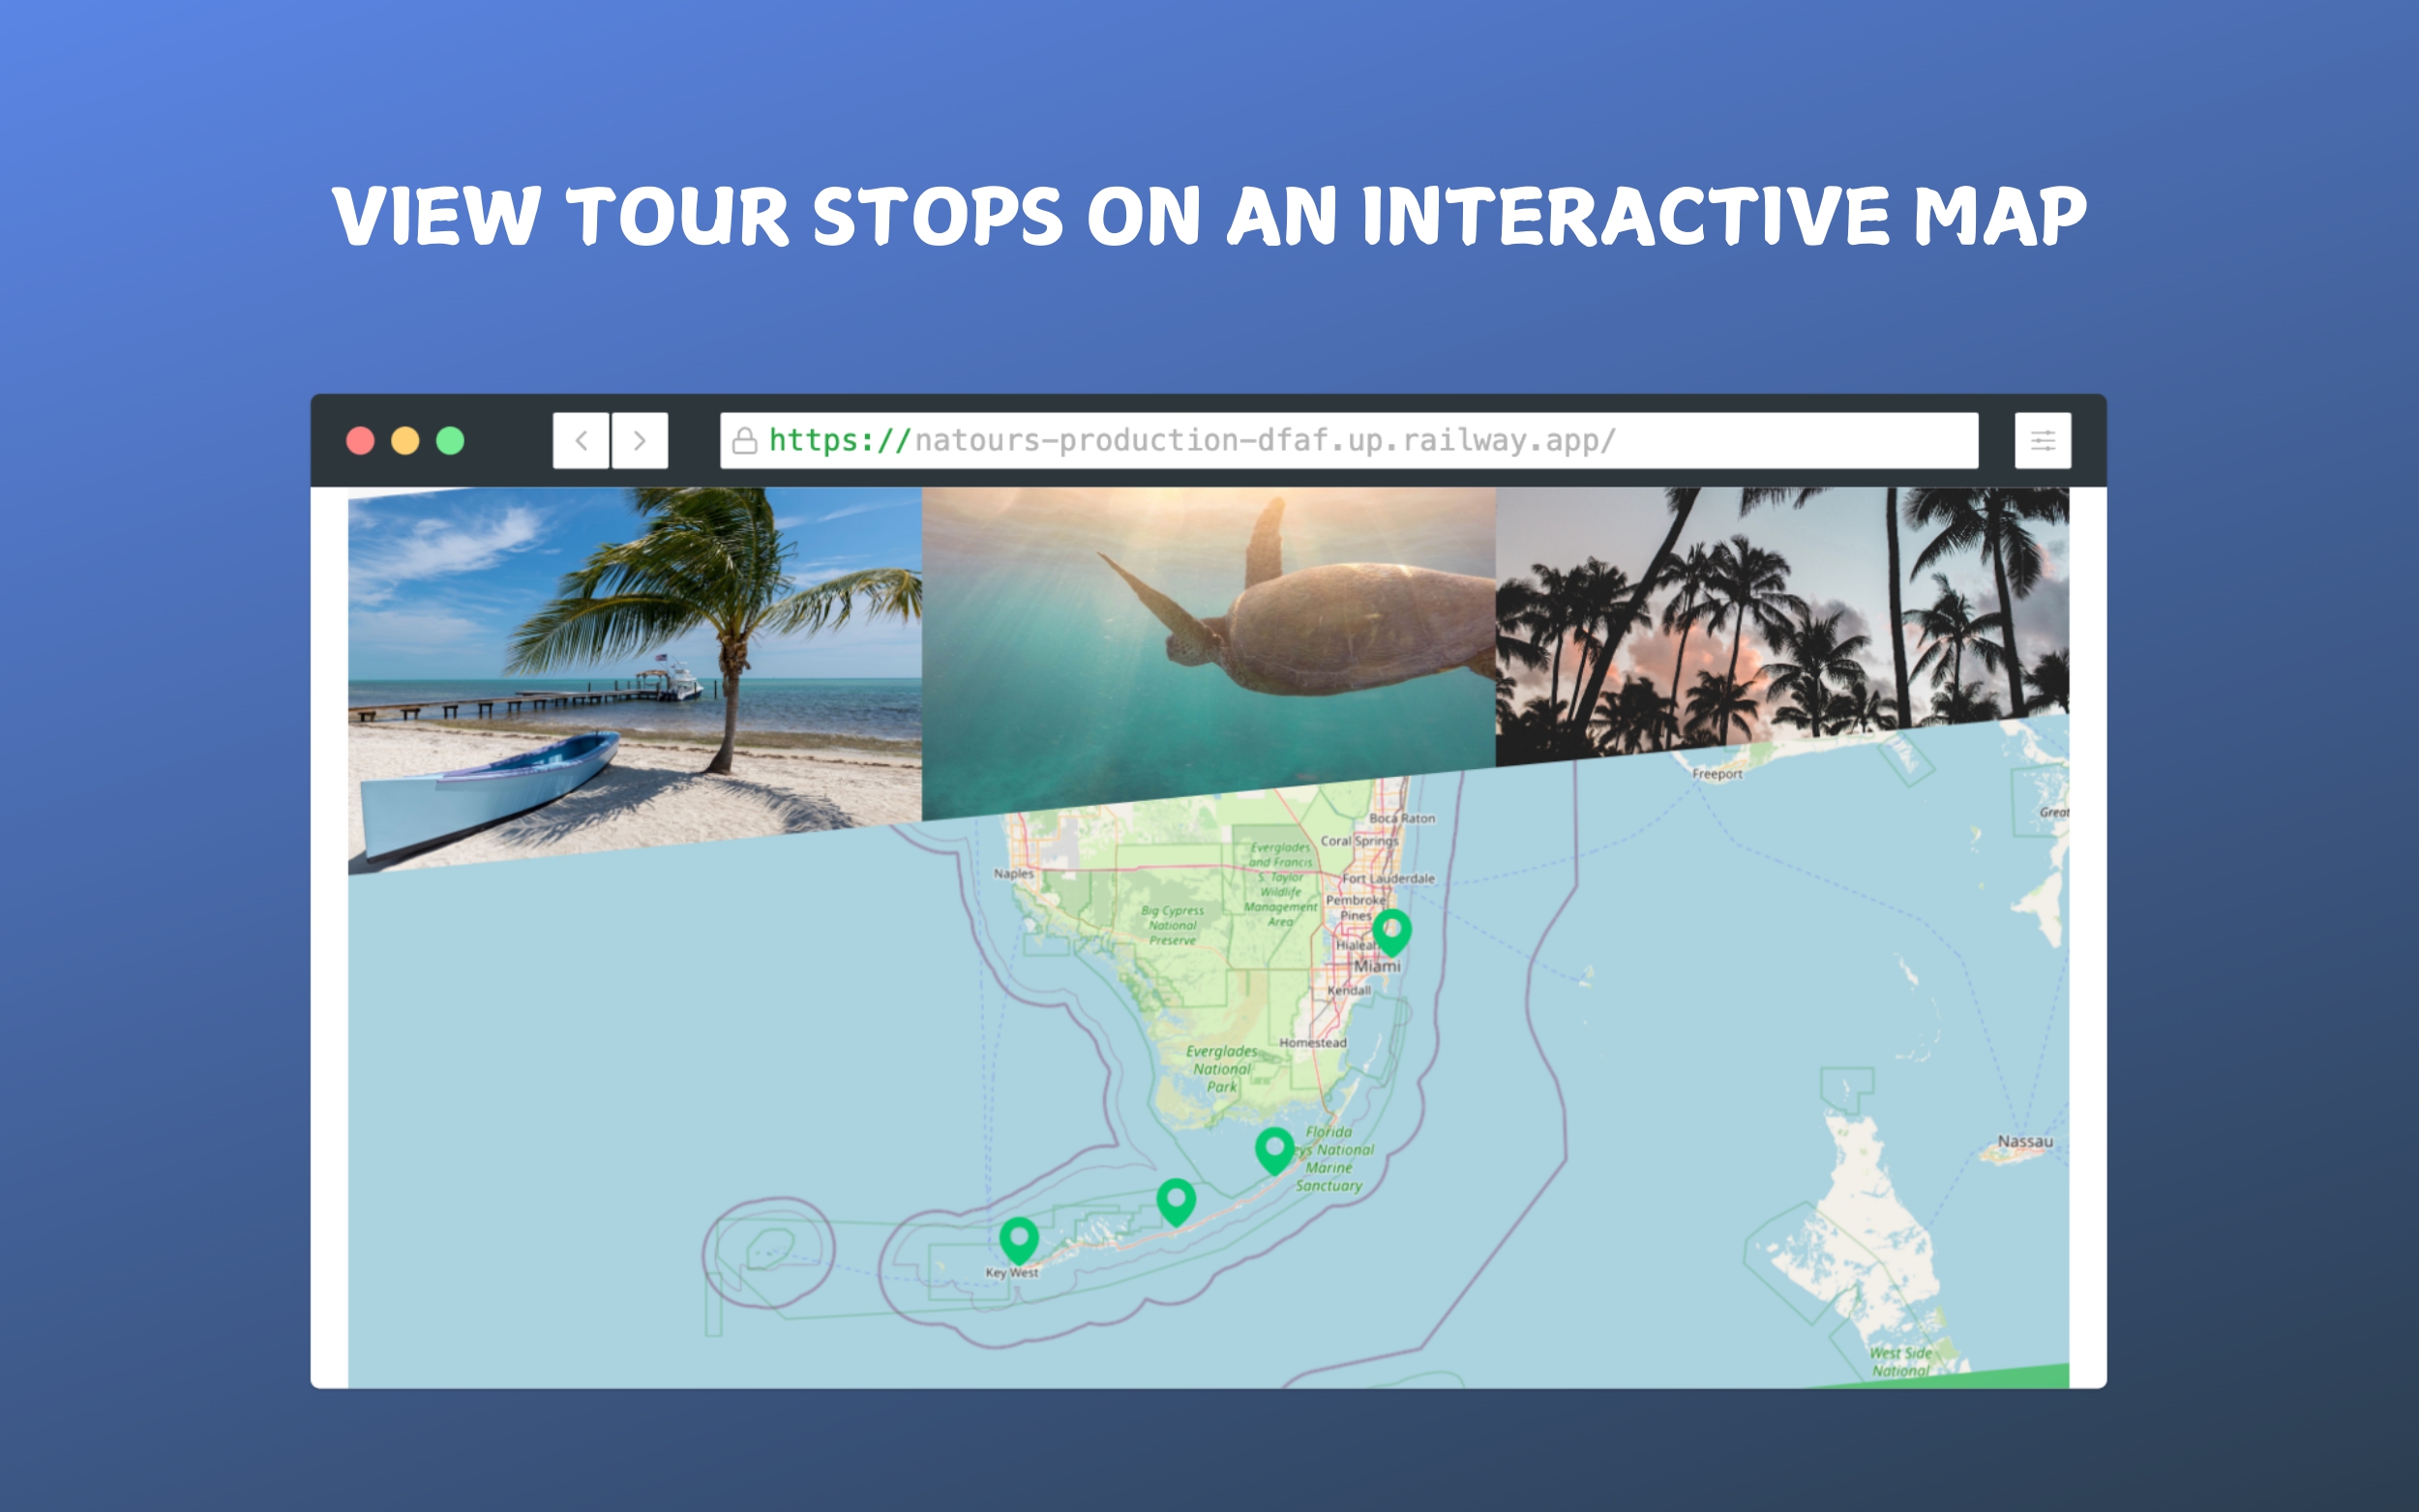 VIEW TOUR STOPS ON AN INTERACTIVE MAP
https://natours-production-dfaf.up.railway.app/
Freeport
Great
Boca Raton
Coral Springs
Everglades
and Francis
S. Taylor
Wildlife
Management
Area
Naples
Fort Lauderdale
Pembroke
Pines
Big Cypress
National
Preserve
Hialeah
Miami
Kendall
Homestead
Everglades
National
Park
Florida
eys National
Marine
Sanctuary
Nassau
Key West
West Side
National